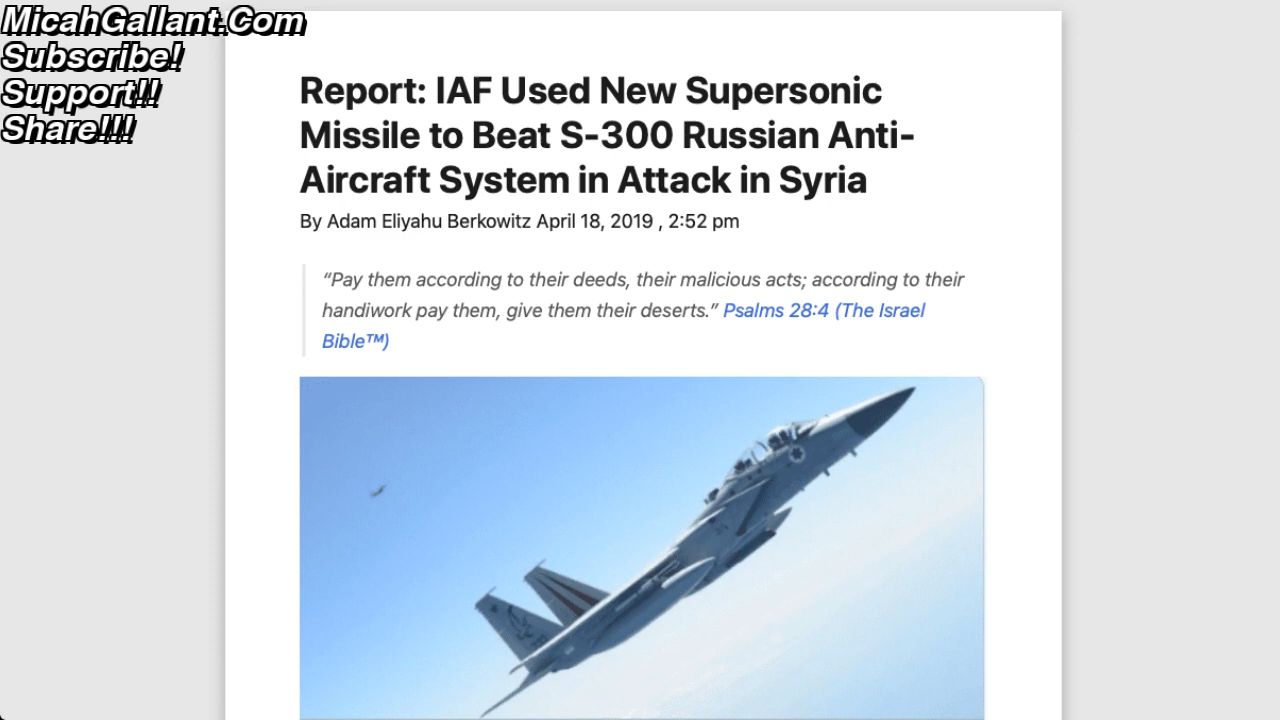 MicahGallant.Com
Subscribe!
Support!!
Share!!!
Report: IAF Used New Supersonic
Missile to Beat S-300 Russian Anti-
Aircraft System in Attack in Syria
By Adam Eliyahu Berkowitz April 18, 2019 , 2:52 pm
“Pay them according to their deeds, their malicious acts; according to their
handiwork pay them, give them their deserts.” Psalms 28:4 (The Israel
Bible™)